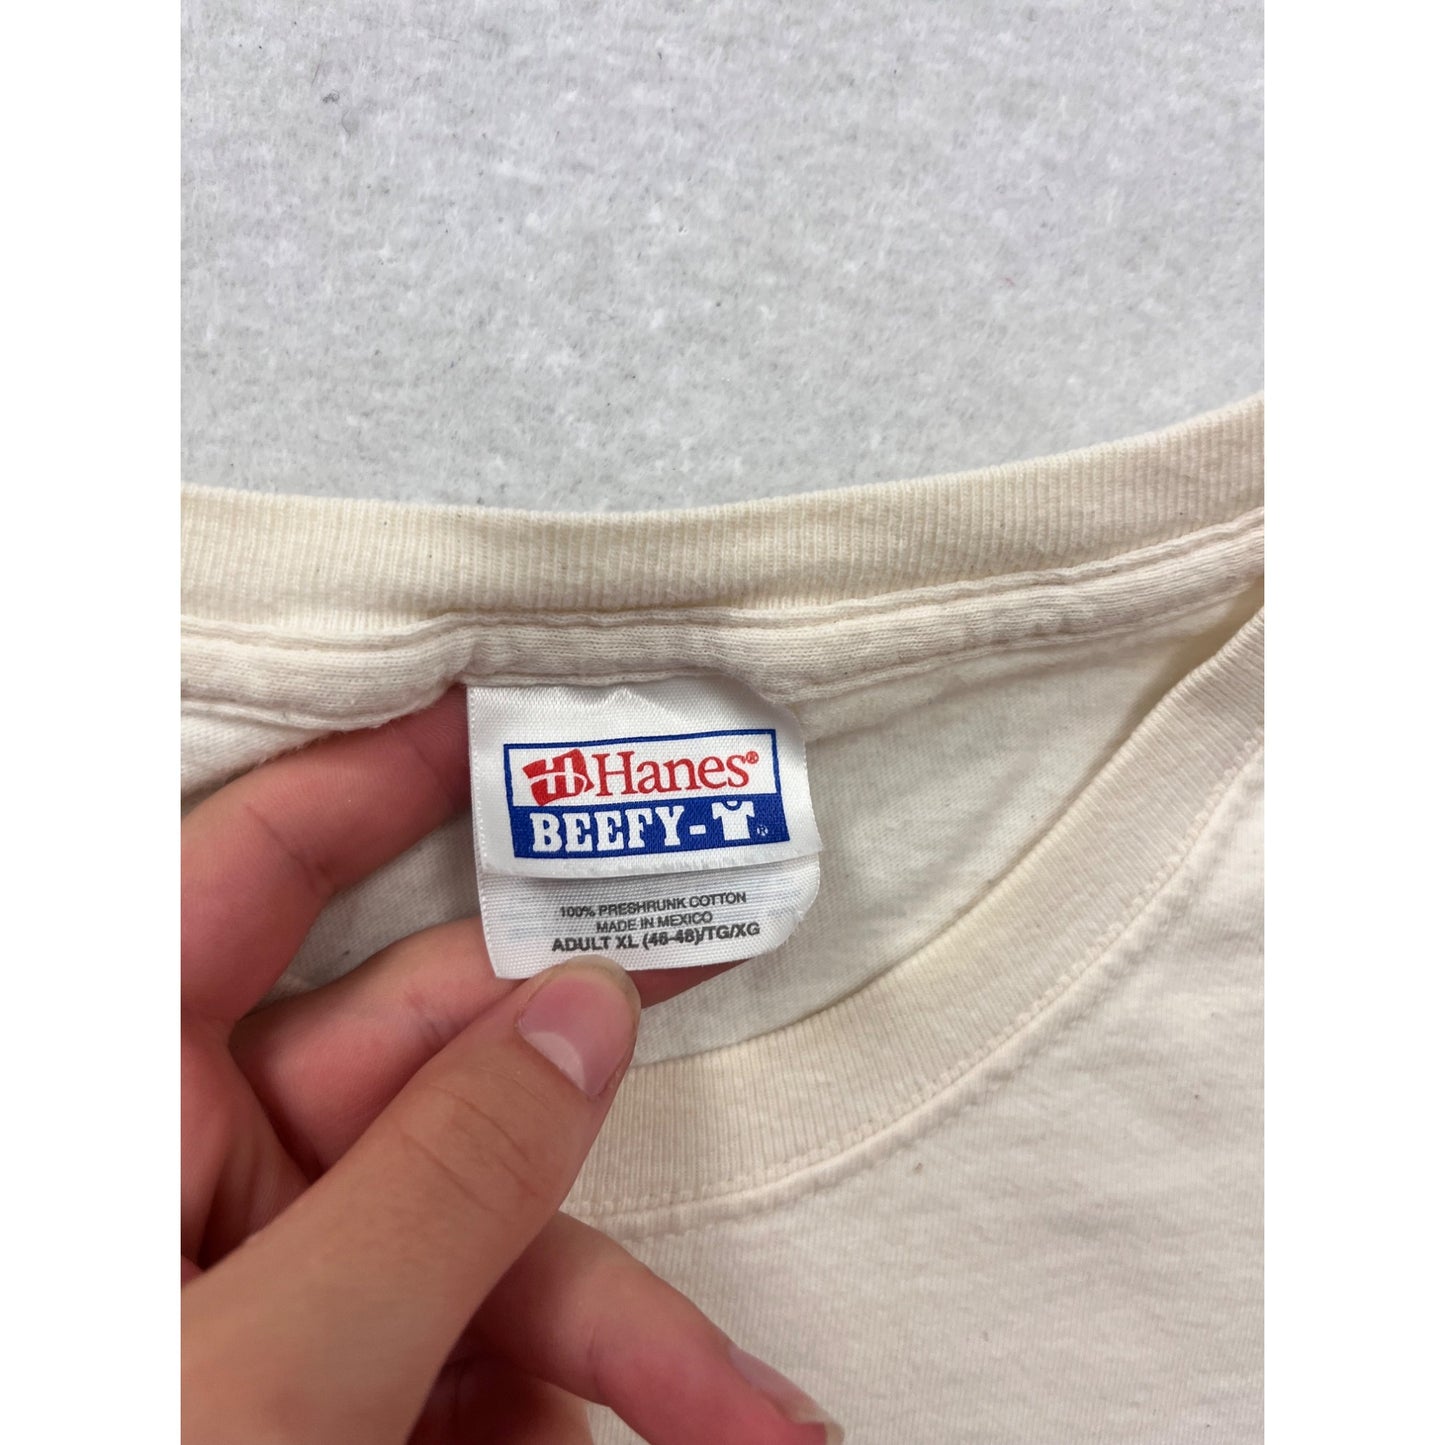 Hanes®
BEEFY-T®
100% PRESHRUNK COTTON
MADE IN MEXICO
ADULT XL (46-48)/TG/XG